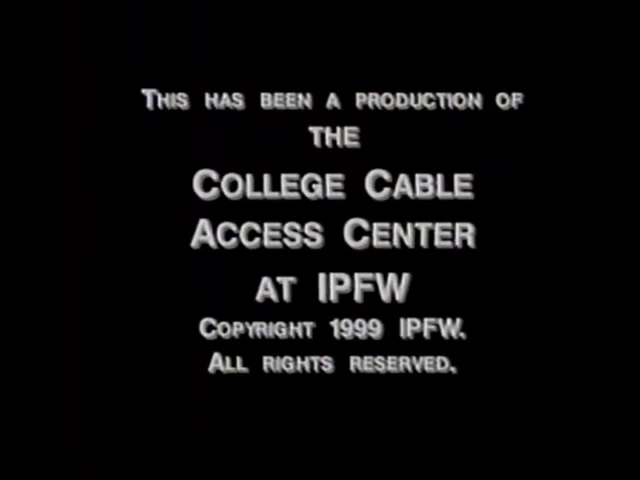 This has been a production of
the
College Cable
Access Center
at IPFW
Copyright 1999 IPFW.
All rights reserved.